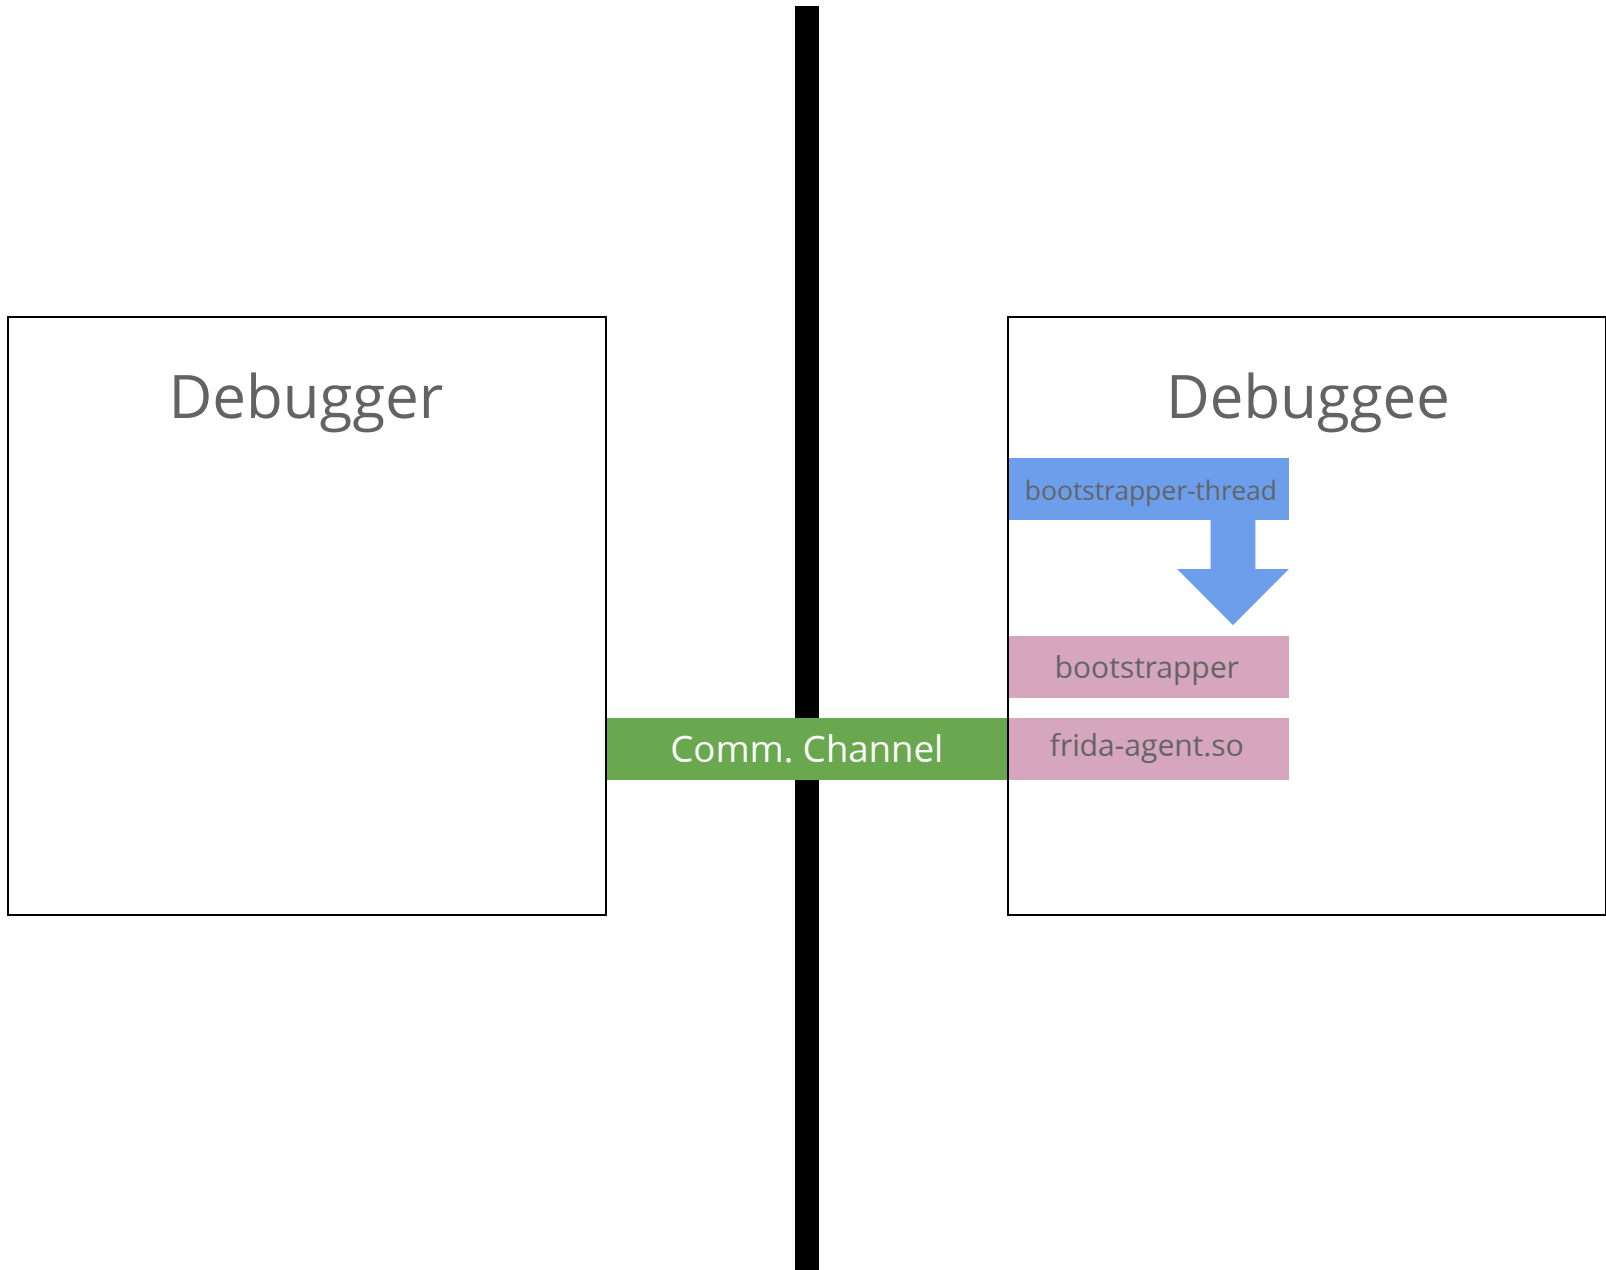 Debugger
Debuggee
bootstrapper-thread
bootstrapper
Comm. Channel
frida-agent.so